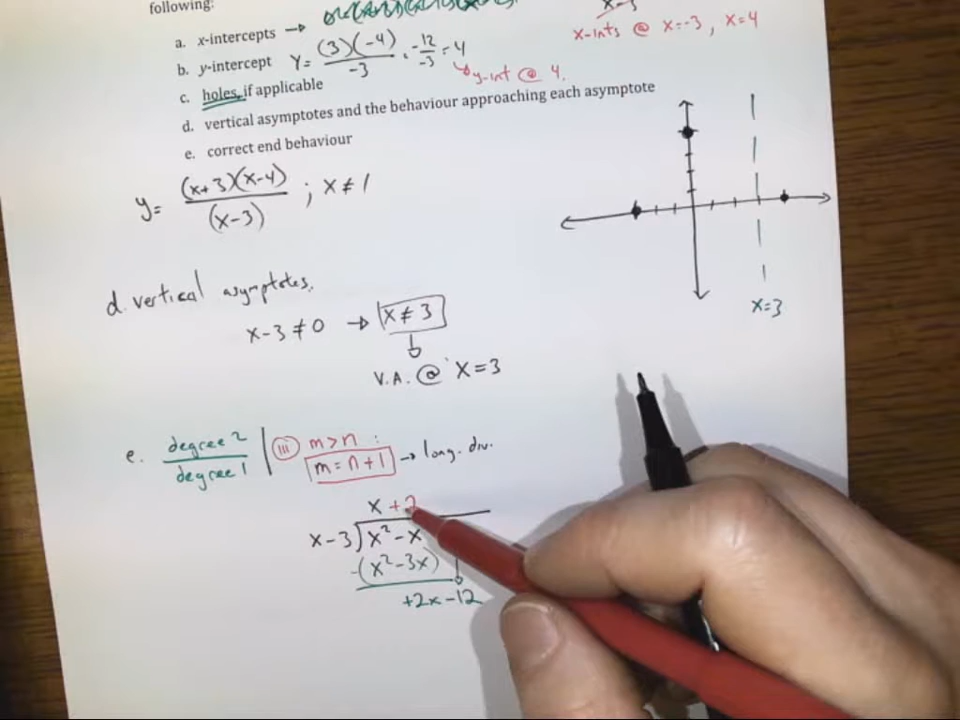 following:
a. x-intercepts →
x-3
x-ints @ x=-3, x=4
b. y-intercept y= (3)(-4)/-3 = -12/-3 = 4
↳ y-int @ 4.
c. holes, if applicable
d. vertical asymptotes and the behaviour approaching each asymptote
e. correct end behaviour
y= (x+3)(x-4)/(x-3) ; x≠1
d. vertical asymptotes.
x-3≠0 → x≠3
V.A. @ x=3
x=3
e. degree 2/degree 1 | iii m>n :
m=n+1 → long. div.
x +2
x-3)x²-x
-(x²-3x)
+2x-12